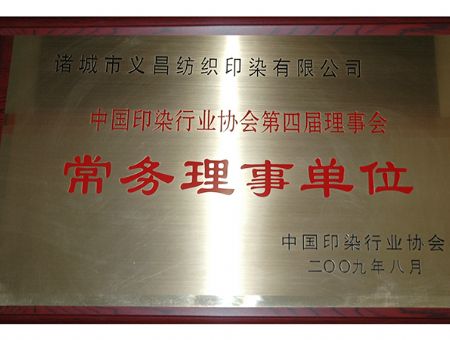 诸城市义昌纺织印染有限公司
中国印染行业协会第四届理事会
常务理事单位
中国印染行业协会
二〇〇九年八月